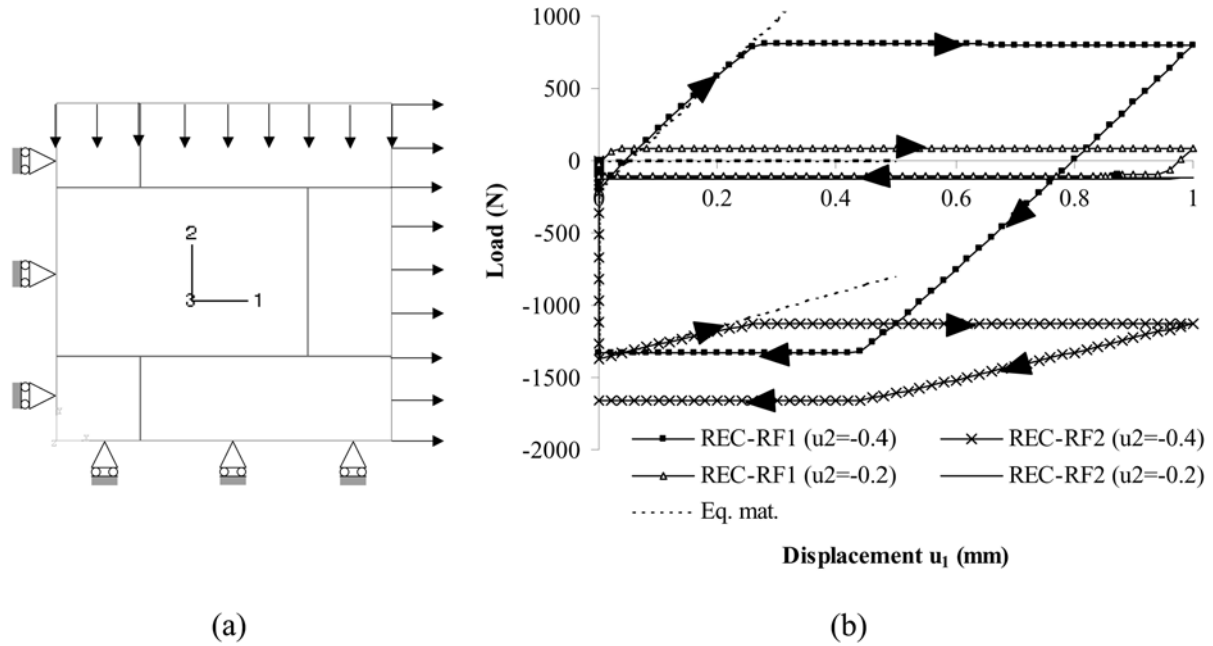 2
3
1
1000
500
0
-500
-1000
-1500
-2000
Load (N)
0
0.2
0.4
0.6
0.8
1
REC-RF1 (u2=-0.4)
REC-RF2 (u2=-0.4)
REC-RF1 (u2=-0.2)
REC-RF2 (u2=-0.2)
Eq. mat.
Displacement u₁ (mm)
(a)
(b)